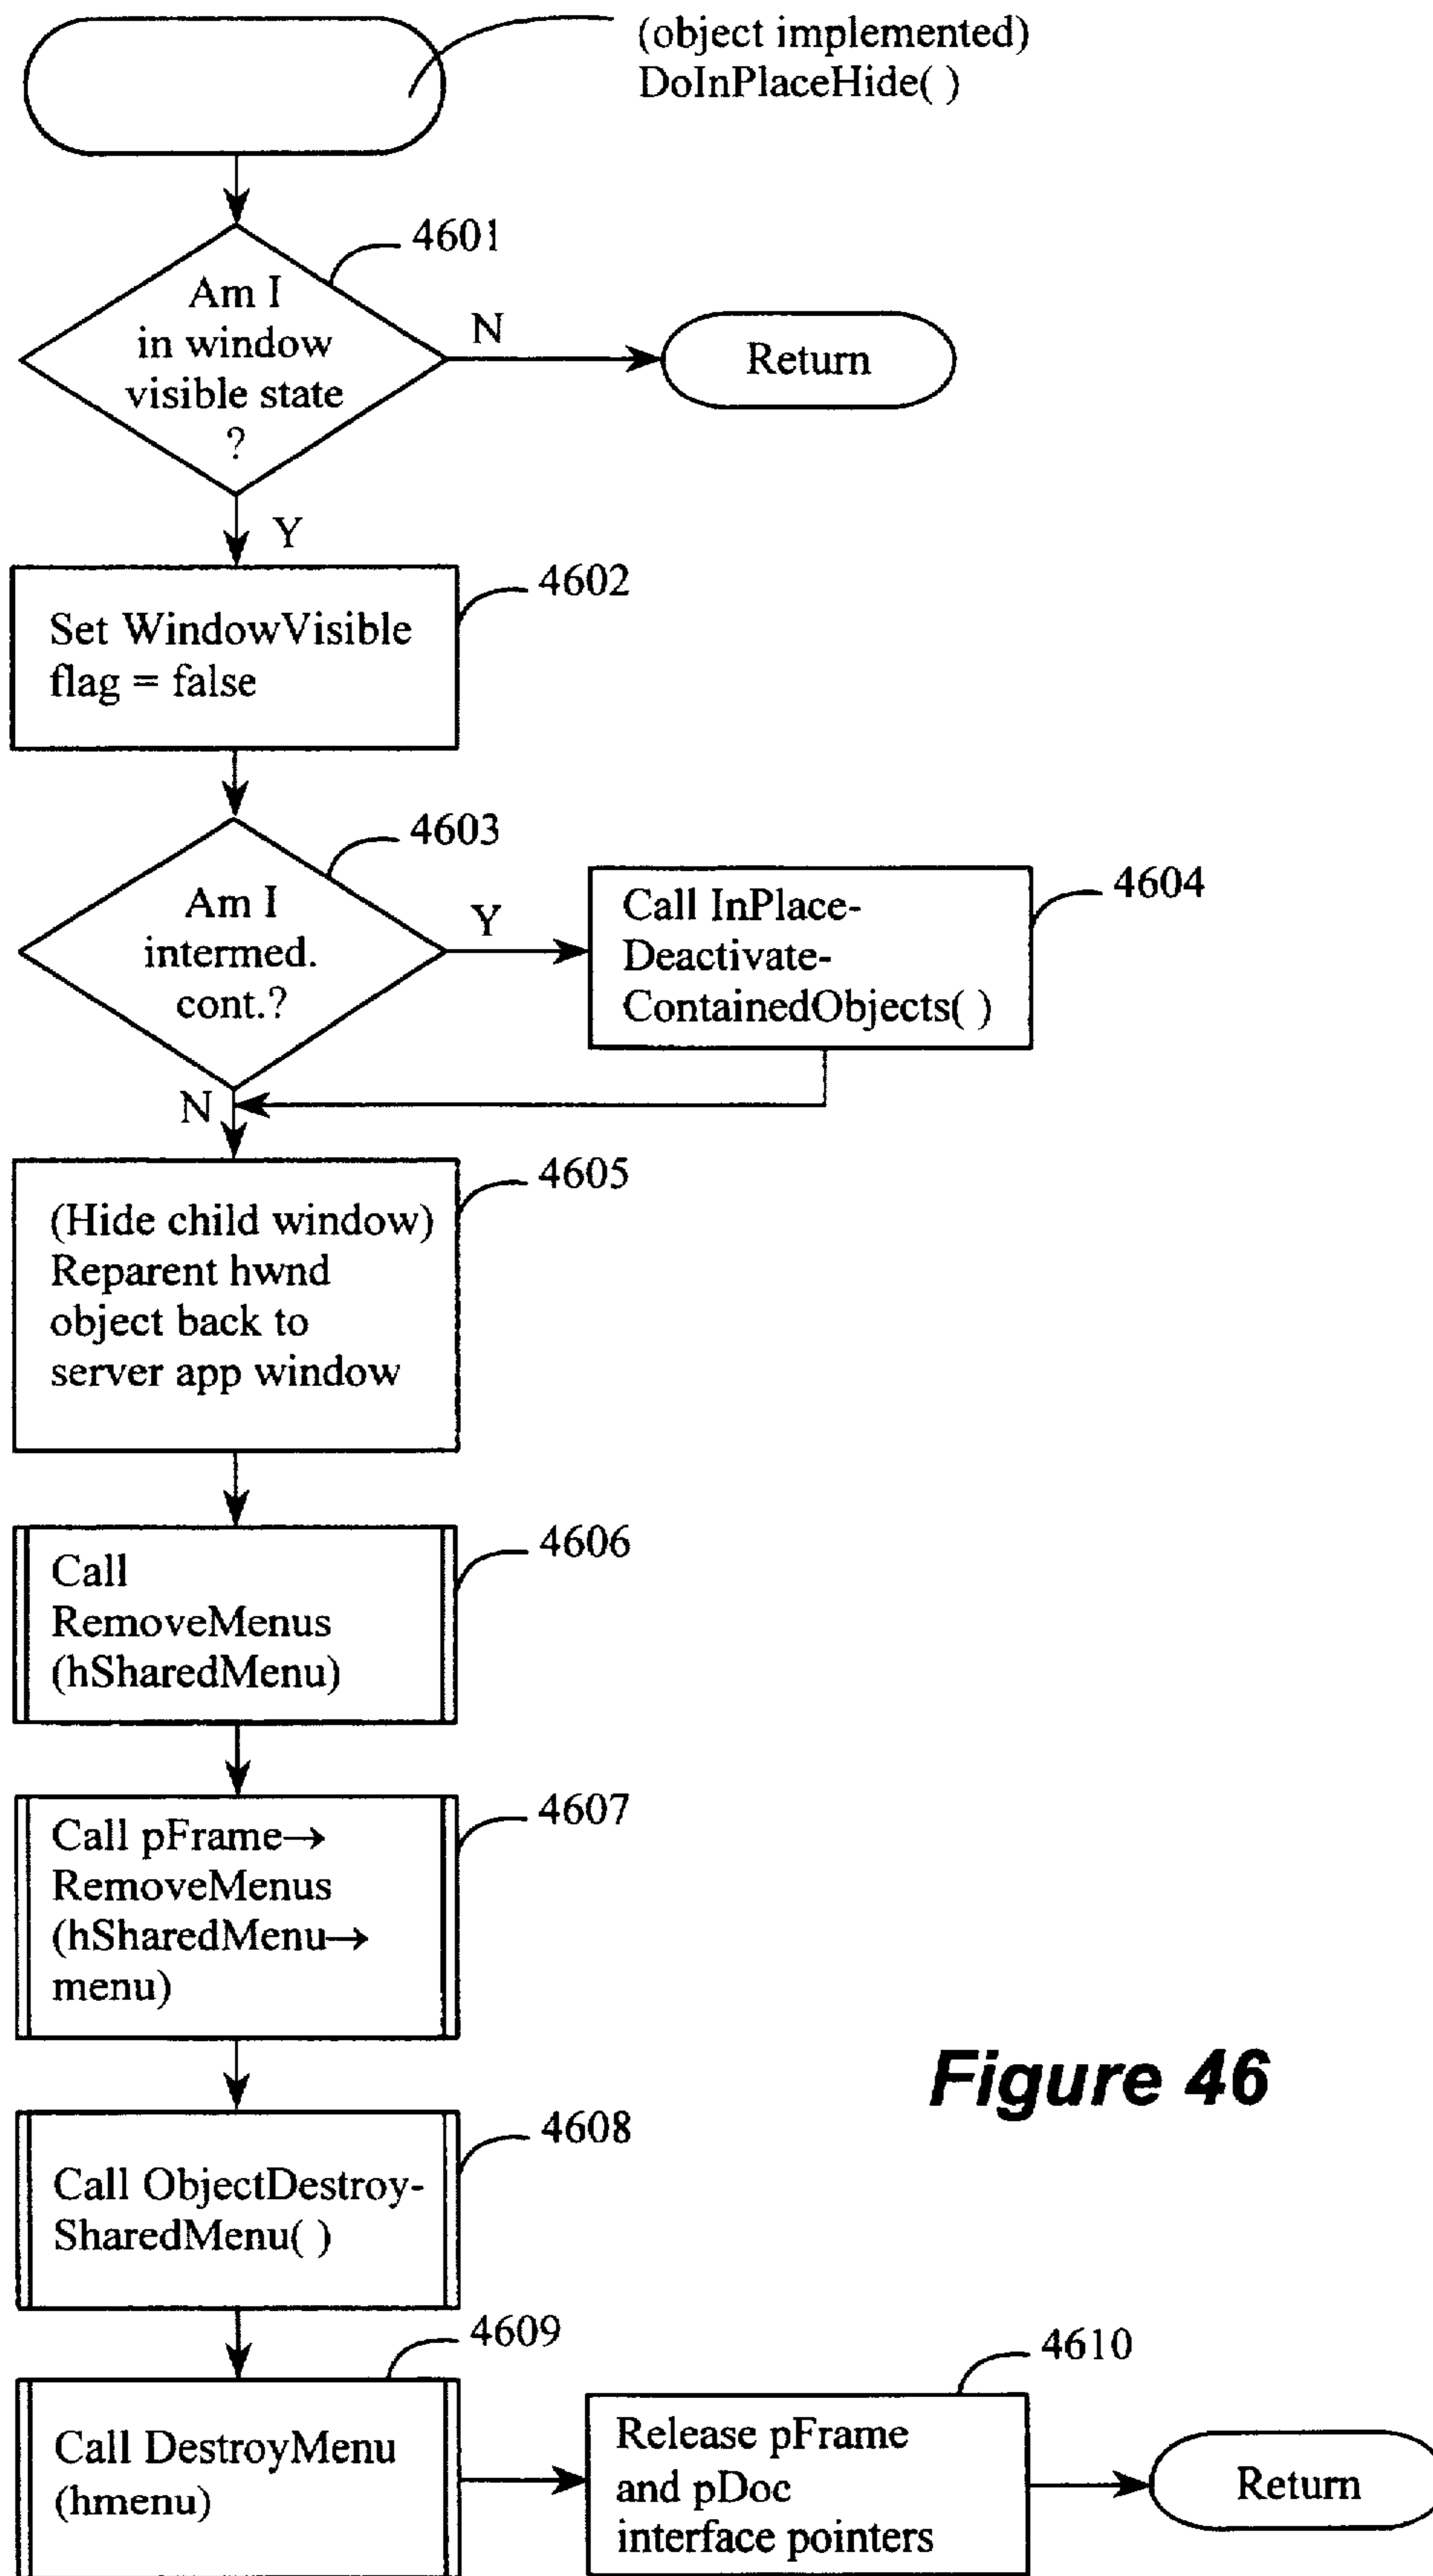 (object implemented)
DoInPlaceHide( )
4601
Am I
in window
visible state
?
N
Return
Y
4602
Set WindowVisible
flag = false
4603
Am I
intermed.
cont.?
Y
4604
Call InPlace-
Deactivate-
ContainedObjects( )
N
4605
(Hide child window)
Reparent hwnd
object back to
server app window
4606
Call
RemoveMenus
(hSharedMenu)
4607
Call pFrame→
RemoveMenus
(hSharedMenu→
menu)
Figure 46
4608
Call ObjectDestroy-
SharedMenu( )
4609
Call DestroyMenu
(hmenu)
4610
Release pFrame
and pDoc
interface pointers
Return